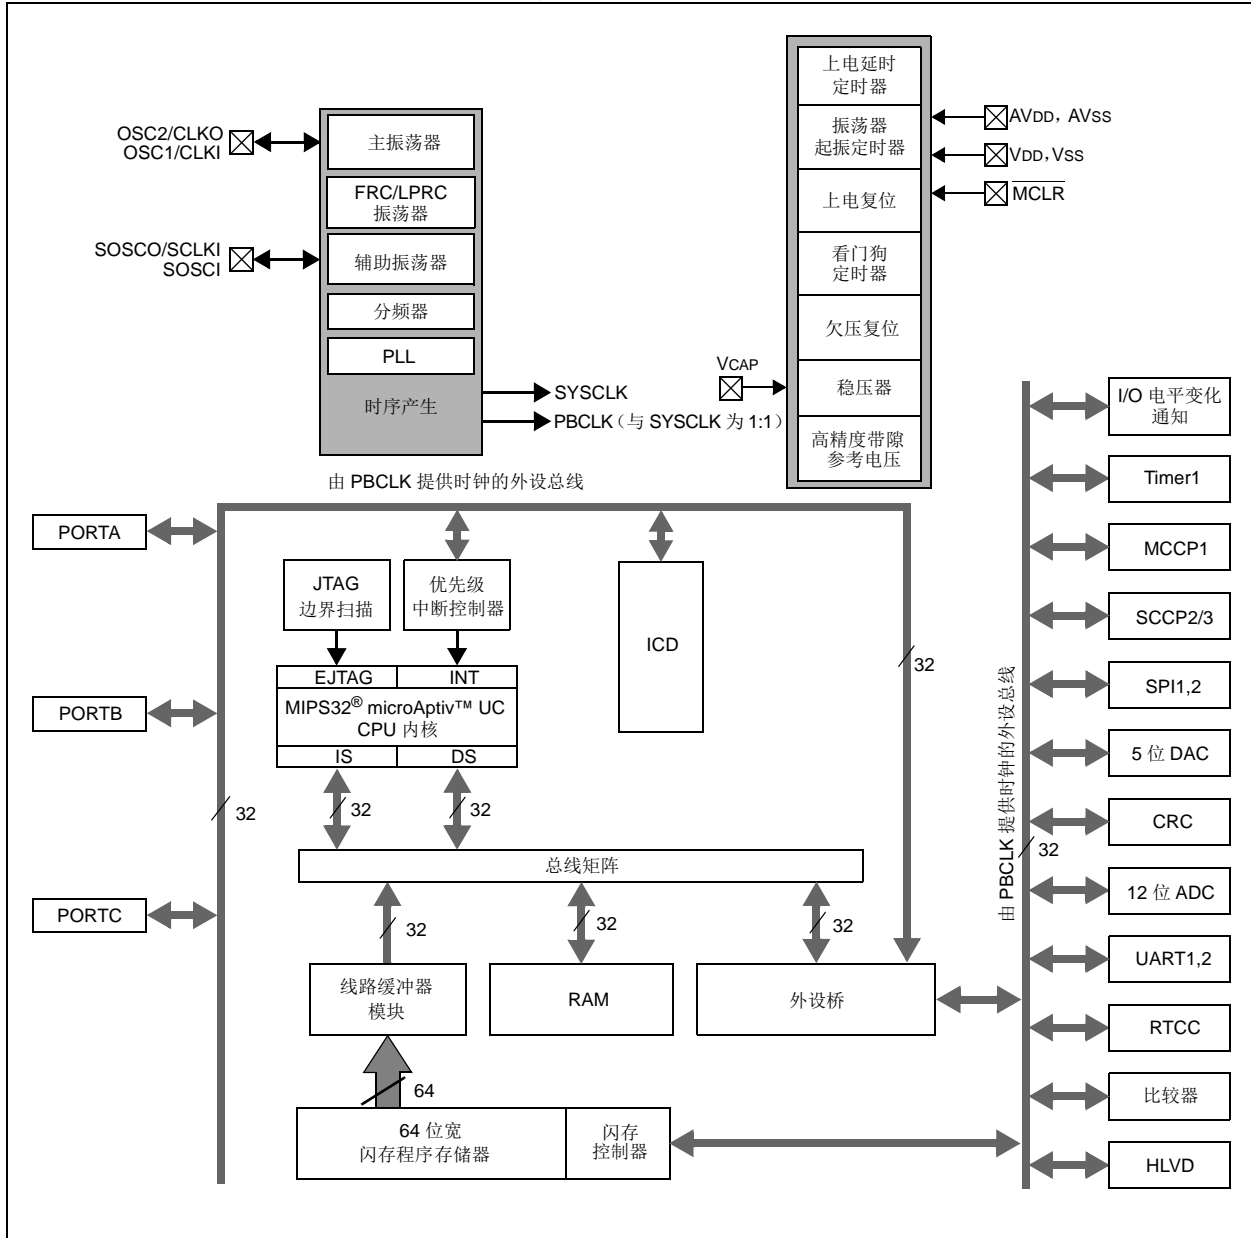 OSC2/CLKO
OSC1/CLKI
主振荡器
FRC/LPRC
振荡器
SOSCO/SCLKI
SOSCI
辅助振荡器
分频器
PLL
时序产生
SYSCLK
PBCLK（与 SYSCLK 为 1:1）
上电延时
定时器
振荡器
起振定时器
上电复位
看门狗
定时器
欠压复位
稳压器
高精度带隙
参考电压
AVDD，AVSS
VDD，VSS
MCLR
VCAP
由 PBCLK 提供时钟的外设总线
PORTA
PORTB
PORTC
32
JTAG
边界扫描
优先级
中断控制器
EJTAG
INT
MIPS32® microAptiv™ UC
CPU 内核
IS
DS
32
32
ICD
32
总线矩阵
32
32
32
线路缓冲器
模块
RAM
外设桥
64
64 位宽
闪存程序存储器
闪存
控制器
由 PBCLK 提供时钟的外设总线
32
I/O 电平变化
通知
Timer1
MCCP1
SCCP2/3
SPI1,2
5 位 DAC
CRC
12 位 ADC
UART1,2
RTCC
比较器
HLVD